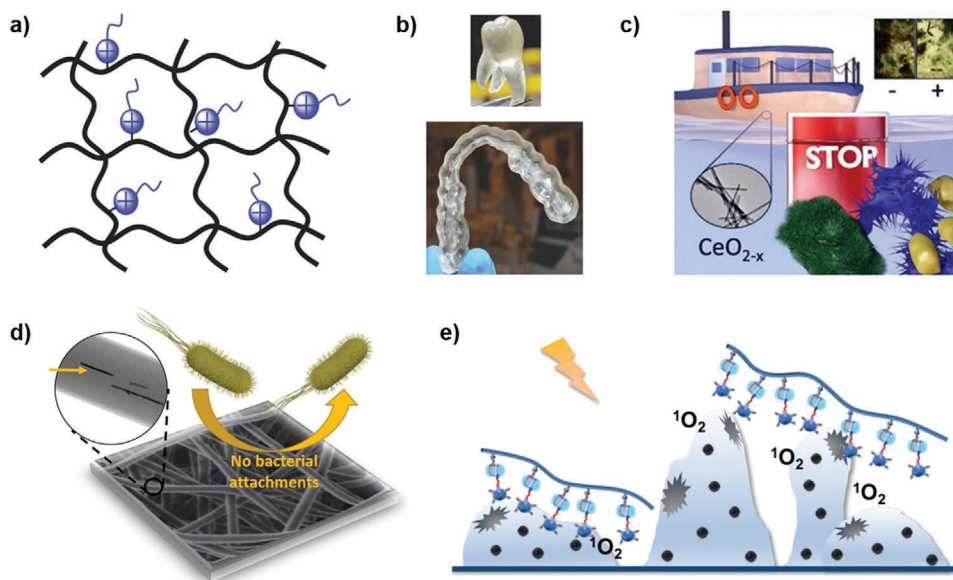 a)
b)
c)
-
+
STOP
CeO2-x
d)
No bacterial
attachments
e)
¹O₂
¹O₂
¹O₂
¹O₂